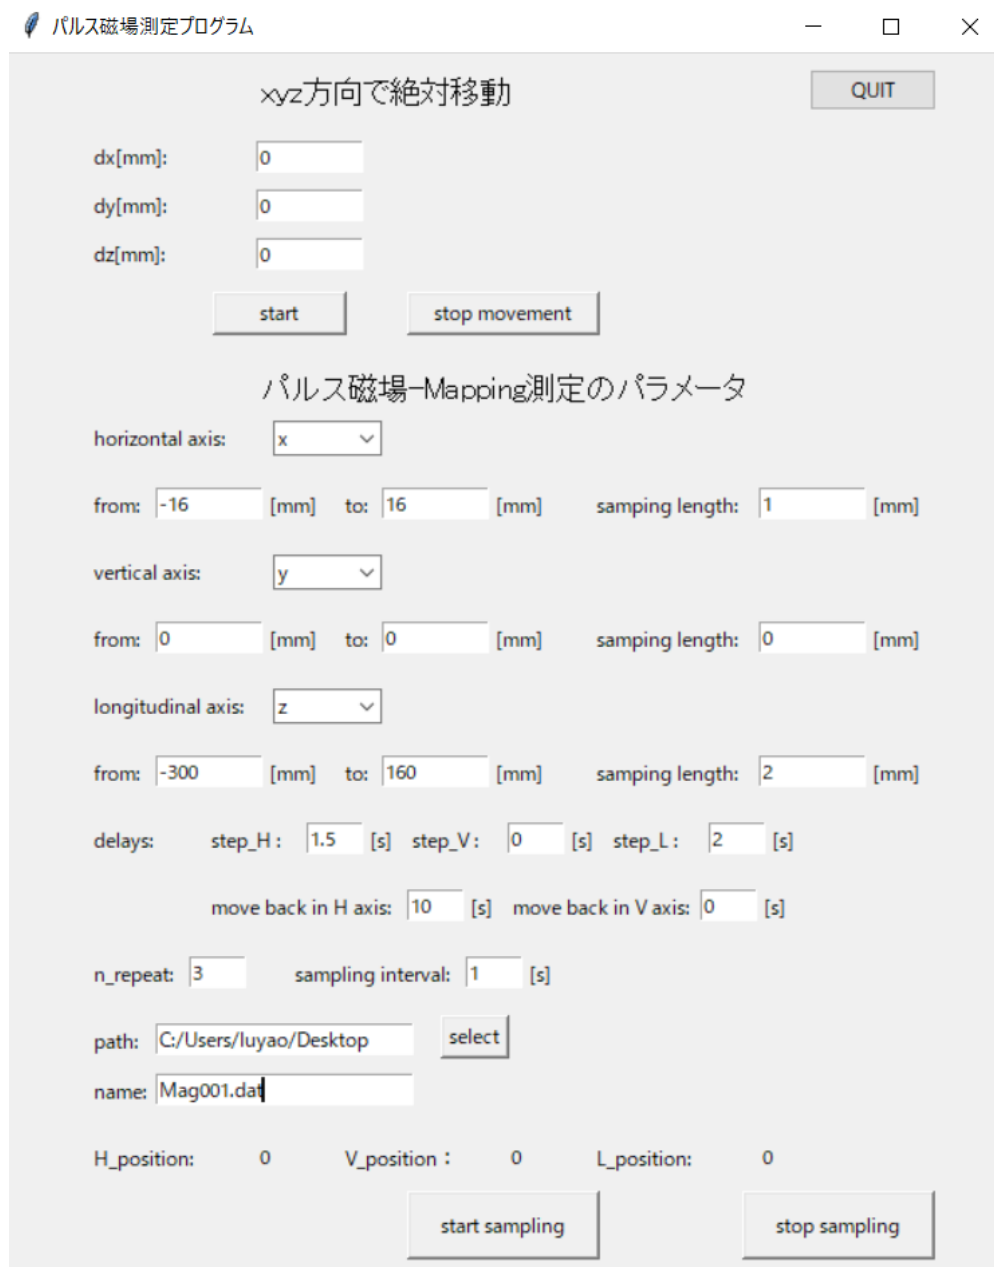 パルス磁場測定プログラム
xyz方向で絶対移動 QUIT
dx[mm]: 0
dy[mm]: 0
dz[mm]: 0
start stop movement
パルス磁場-Mapping測定のパラメータ
horizontal axis: x
from: -16 [mm] to: 16 [mm] samping length: 1 [mm]
vertical axis: y
from: 0 [mm] to: 0 [mm] samping length: 0 [mm]
longitudinal axis: z
from: -300 [mm] to: 160 [mm] samping length: 2 [mm]
delays: step_H : 1.5 [s] step_V : 0 [s] step_L : 2 [s]
move back in H axis: 10 [s] move back in V axis: 0 [s]
n_repeat: 3 sampling interval: 1 [s]
path: C:/Users/luyao/Desktop select
name: Mag001.dat
H_position: 0 V_position： 0 L_position: 0
start sampling stop sampling